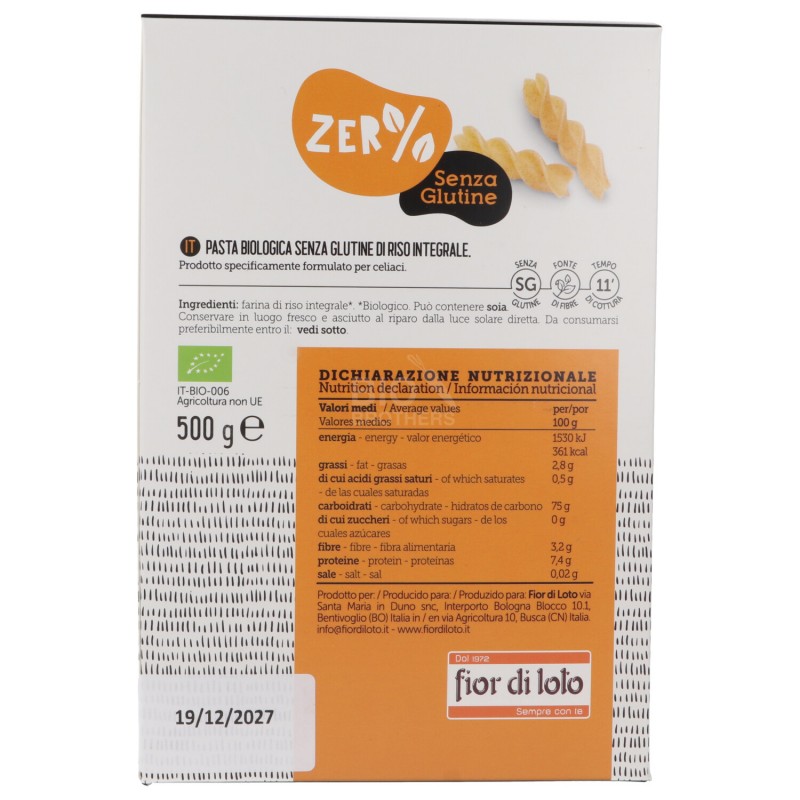 ZER%
Senza
Glutine
IT PASTA BIOLOGICA SENZA GLUTINE DI RISO INTEGRALE.
Prodotto specificamente formulato per celiaci.
SENZA
SG
GLUTINE
FONTE
DI FIBRE
TEMPO
11'
DI COTTURA
Ingredienti: farina di riso integrale*. *Biologico. Può contenere soia.
Conservare in luogo fresco e asciutto al riparo dalla luce solare diretta. Da consumarsi
preferibilmente entro il: vedi sotto.
IT-BIO-006
Agricoltura non UE
500 g ℮
DICHIARAZIONE NUTRIZIONALE
Nutrition declaration / Información nutricional
Valori medi / Average values per/por
Valores medios 100 g
energia - energy - valor energético 1530 kJ
361 kcal
grassi - fat - grasas 2,8 g
di cui acidi grassi saturi - of which saturates 0,5 g
- de las cuales saturadas
carboidrati - carbohydrate - hidratos de carbono 75 g
di cui zuccheri - of which sugars - de los 0 g
cuales azúcares
fibre - fibre - fibra alimentaria 3,2 g
proteine - protein - proteínas 7,4 g
sale - salt - sal 0,02 g
Prodotto per: / Producido para: / Produzido para: Fior di Loto via
Santa Maria in Duno snc, Interporto Bologna Blocco 10.1,
Bentivoglio (BO) Italia in / en via Agricoltura 10, Busca (CN) Italia.
info@fiordiloto.it - www.fiordiloto.it
Dal 1972
fior di loto
Sempre con te
19/12/2027